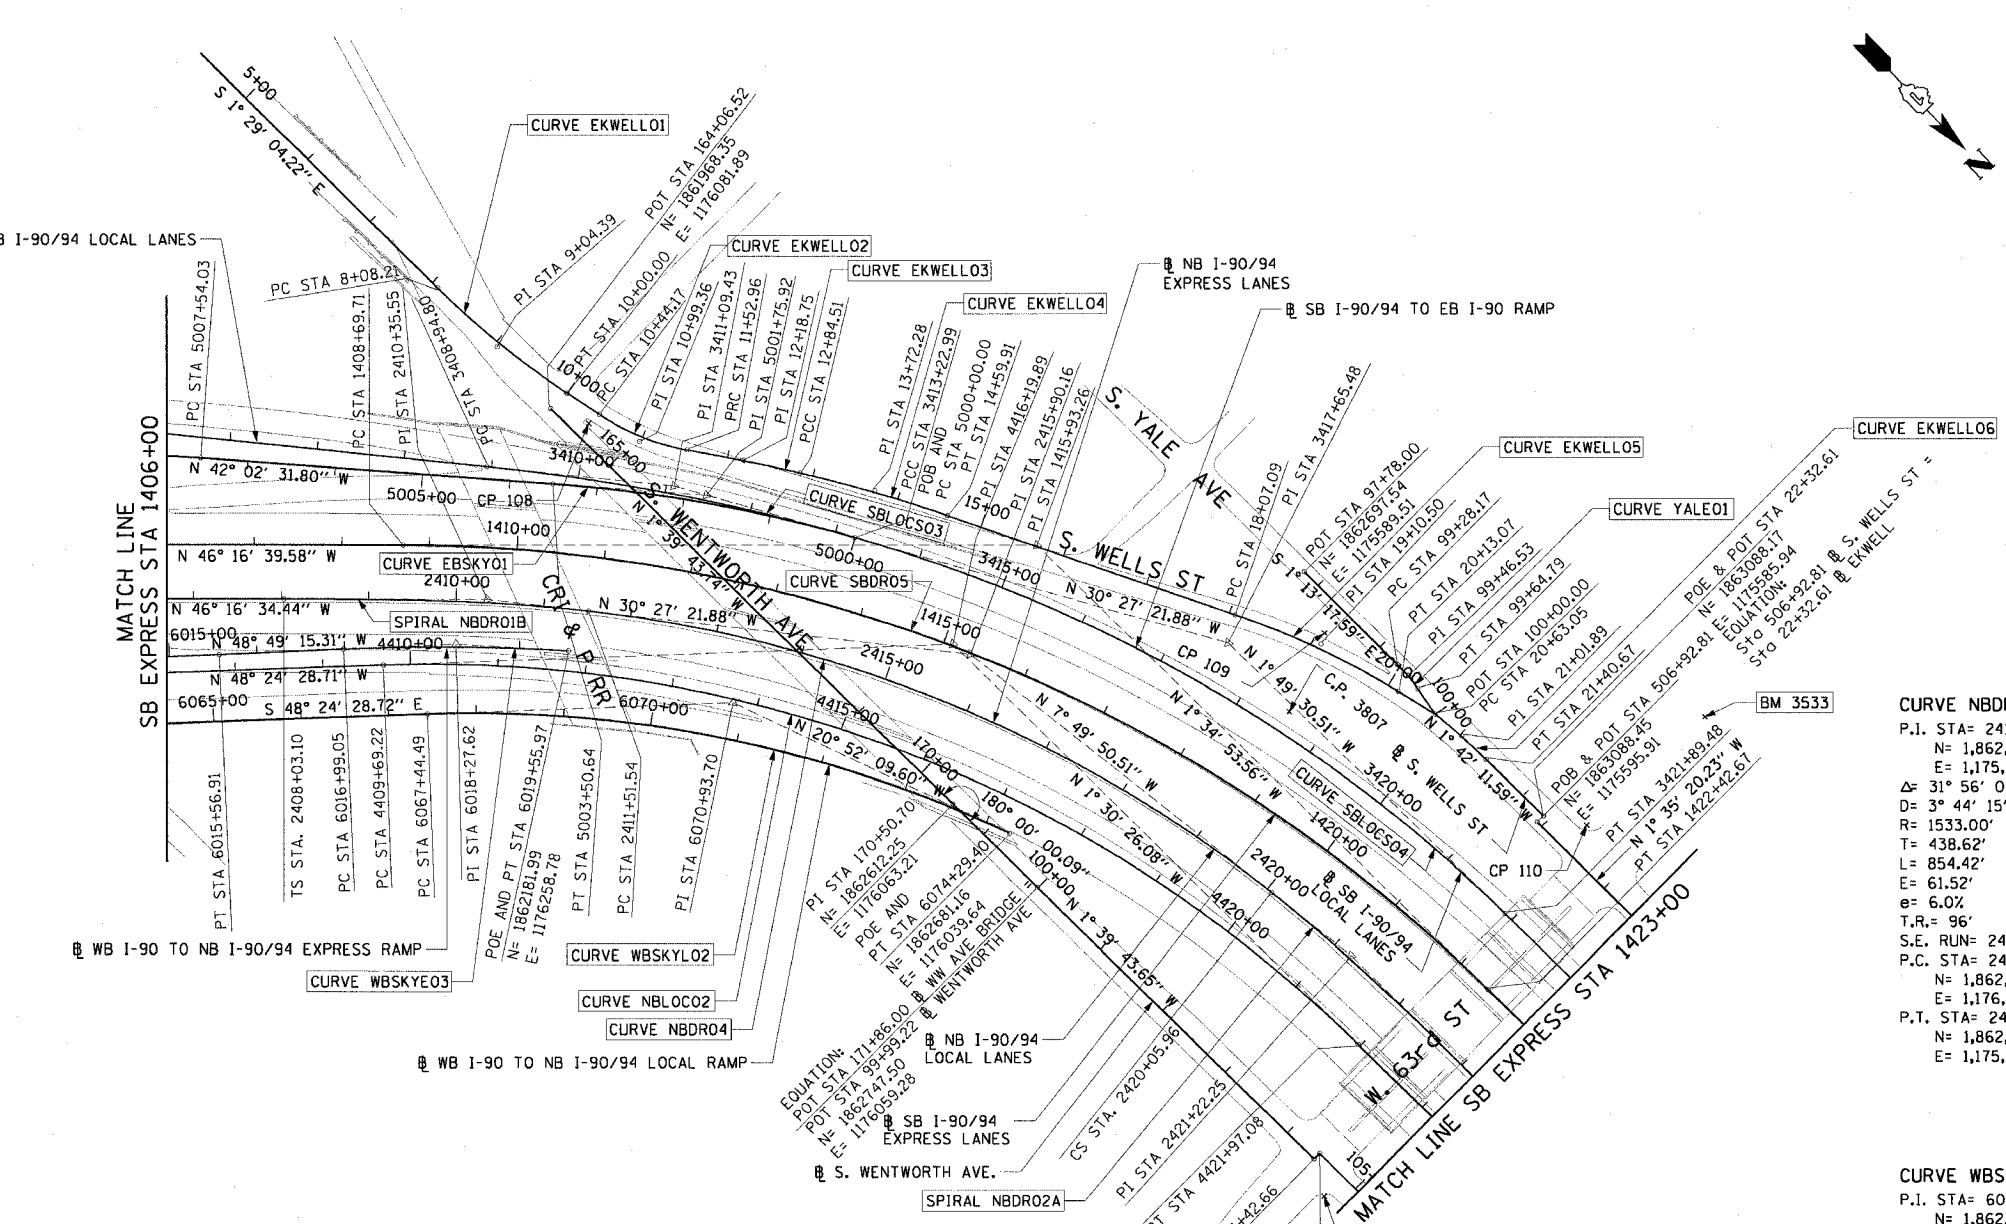 5+00
S 1° 29' 04.22" E
CURVE EKWELL01
POT STA 164+06.52
N= 1861968.35
E= 1176081.89
N
B I-90/94 LOCAL LANES
PC STA 5007+54.03
PC STA 8+08.21
PC STA 1408+69.71
PI STA 2410+35.55
PC STA 3408+94.80
PI STA 9+04.39
PT STA 10+00.00
10+00
PC STA 10+44.17
PI STA 10+99.36
CURVE EKWELL02
PI STA 3411+09.43
PRC STA 11+52.96
PI STA 5001+75.92
PI STA 12+18.75
PCC STA 12+84.51
CURVE EKWELL03
CURVE EKWELL04
PI STA 13+72.28
PCC STA 3413+22.99
POB AND
PC STA 5000+00.00
PT STA 14+59.91
PI STA 4416+19.89
PI STA 2415+90.16
PI STA 1415+93.26
℄ NB I-90/94
EXPRESS LANES
℄ SB I-90/94 TO EB I-90 RAMP
S. YALE AVE
PC STA 18+07.09
PI STA 3417+65.48
POT STA 97+78.00
N= 1862697.54
E= 1175589.51
PI STA 19+10.50
PC STA 99+28.17
PT STA 20+13.07
PI STA 99+46.53
PT STA 99+64.79
POT STA 100+00.00
PC STA 20+63.05
PI STA 21+01.89
PT STA 21+40.67
CURVE EKWELL05
CURVE EKWELL06
CURVE YALE01
POE & POT STA 22+32.61
N= 1863088.17
E= 1175585.94
EQUATION:
Sta 506+92.81 ℄ S. WELLS ST =
Sta 22+32.61 ℄ EKWELL
POB & POT STA 506+92.81
N= 1863088.45
E= 1175595.91
BM 3533
PT STA 3421+89.48
N 1° 35' 20.23" W
PT STA 1422+42.67
MATCH LINE
SB EXPRESS STA 1406+00
N 42° 02' 31.80" W
5005+00
CP 108
1410+00
3410+00
165+00
S. WENTWORTH AVE
N 1° 39' 43.74" W
CURVE SBLOCS03
15+00
S. WELLS ST
5000+00
3415+00
N 30° 27' 21.88" W
S 1° 13' 17.59" E
20+00
100+00
N 46° 16' 39.58" W
CURVE EBSKY01
2410+00
CURVE SBDR05
N 46° 16' 34.44" W
SPIRAL NBDR01B
CRI & P RR
N 30° 27' 21.88" W
1415+00
2415+00
CP 109
N 1° 49' 30.51" W
C.P. 3807
℄ S. WELLS ST
N 1° 42' 11.59" W
6015+00
N 48° 49' 15.31" W
4410+00
N 48° 24' 28.71" W
6065+00
S 48° 24' 28.72" E
6070+00
4415+00
N 20° 52' 09.60" W
170+00
N 7° 49' 50.51" W
N 1° 34' 53.56" W
N 1° 30' 26.08" W
180° 00' 00.09"
100+00
CURVE SBLOCS04
3420+00
1420+00
2420+00
4420+00
℄ SB I-90/94
LOCAL
LANES
CP 110
PT STA 6015+56.91
TS STA. 2408+03.10
PC STA 6016+99.05
PC STA 4409+69.22
PC STA 6067+44.49
PI STA 6018+27.62
POE AND PT STA 6019+55.97
N= 1862181.99
E= 1176258.78
PT STA 5003+50.64
PC STA 2411+51.54
PI STA 6070+93.70
PI STA 170+50.70
N= 1862612.25
E= 1176063.21
POE AND
PT STA 6074+29.40
N= 1862681.16
E= 1176039.64
EQUATION:
POT STA 171+86.00 ℄ WW AVE BRIDGE
POT STA 99+99.22 ℄ WENTWORTH AVE
N= 1862747.50
E= 1176059.28
℄ WB I-90 TO NB I-90/94 EXPRESS RAMP
CURVE WBSKYE03
CURVE WBSKYL02
CURVE NBLOC02
CURVE NBDR04
℄ WB I-90 TO NB I-90/94 LOCAL RAMP
℄ NB I-90/94
LOCAL LANES
℄ SB I-90/94
EXPRESS LANES
℄ S. WENTWORTH AVE.
SPIRAL NBDR02A
N 1° 39' 43.65" W
CS STA. 2420+05.96
PI STA 2421+22.25
PT STA 4421+97.08
+42.66
105
W. 63rd ST
MATCH LINE SB EXPRESS STA 1423+00
CURVE NBD
P.I. STA= 24
N= 1,862,
E= 1,175,
Δ= 31° 56' 0
D= 3° 44' 15"
R= 1533.00'
T= 438.62'
L= 854.42'
E= 61.52'
e= 6.0%
T.R.= 96'
S.E. RUN= 24
P.C. STA= 24
N= 1,862,
E= 1,176,
P.T. STA= 24
N= 1,862,
E= 1,175,
CURVE WBS
P.I. STA= 60
N= 1,862,